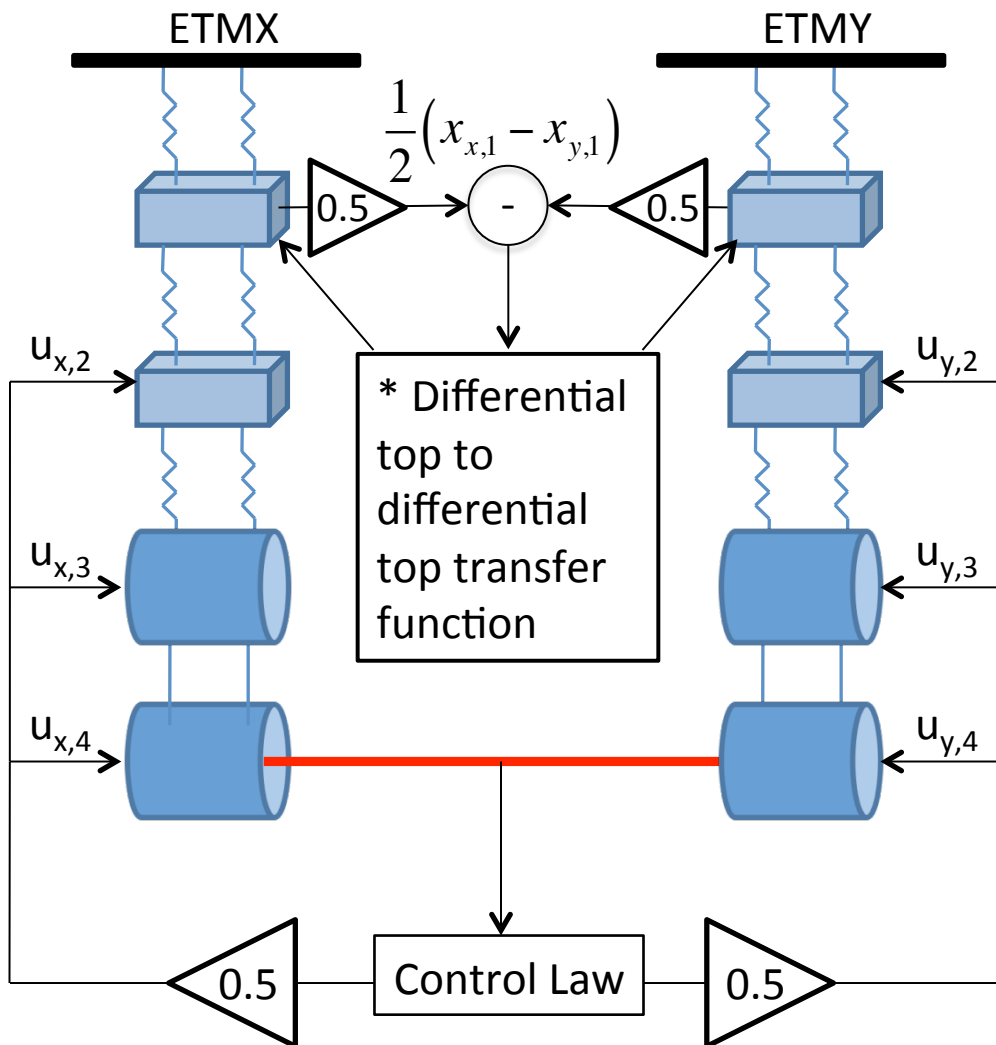 ETMX
ETMY
1/2 (x_{x,1} − x_{y,1})
0.5
-
0.5
u_{x,2}
u_{y,2}
* Differential
top to
differential
top transfer
function
u_{x,3}
u_{y,3}
u_{x,4}
u_{y,4}
0.5
Control Law
0.5